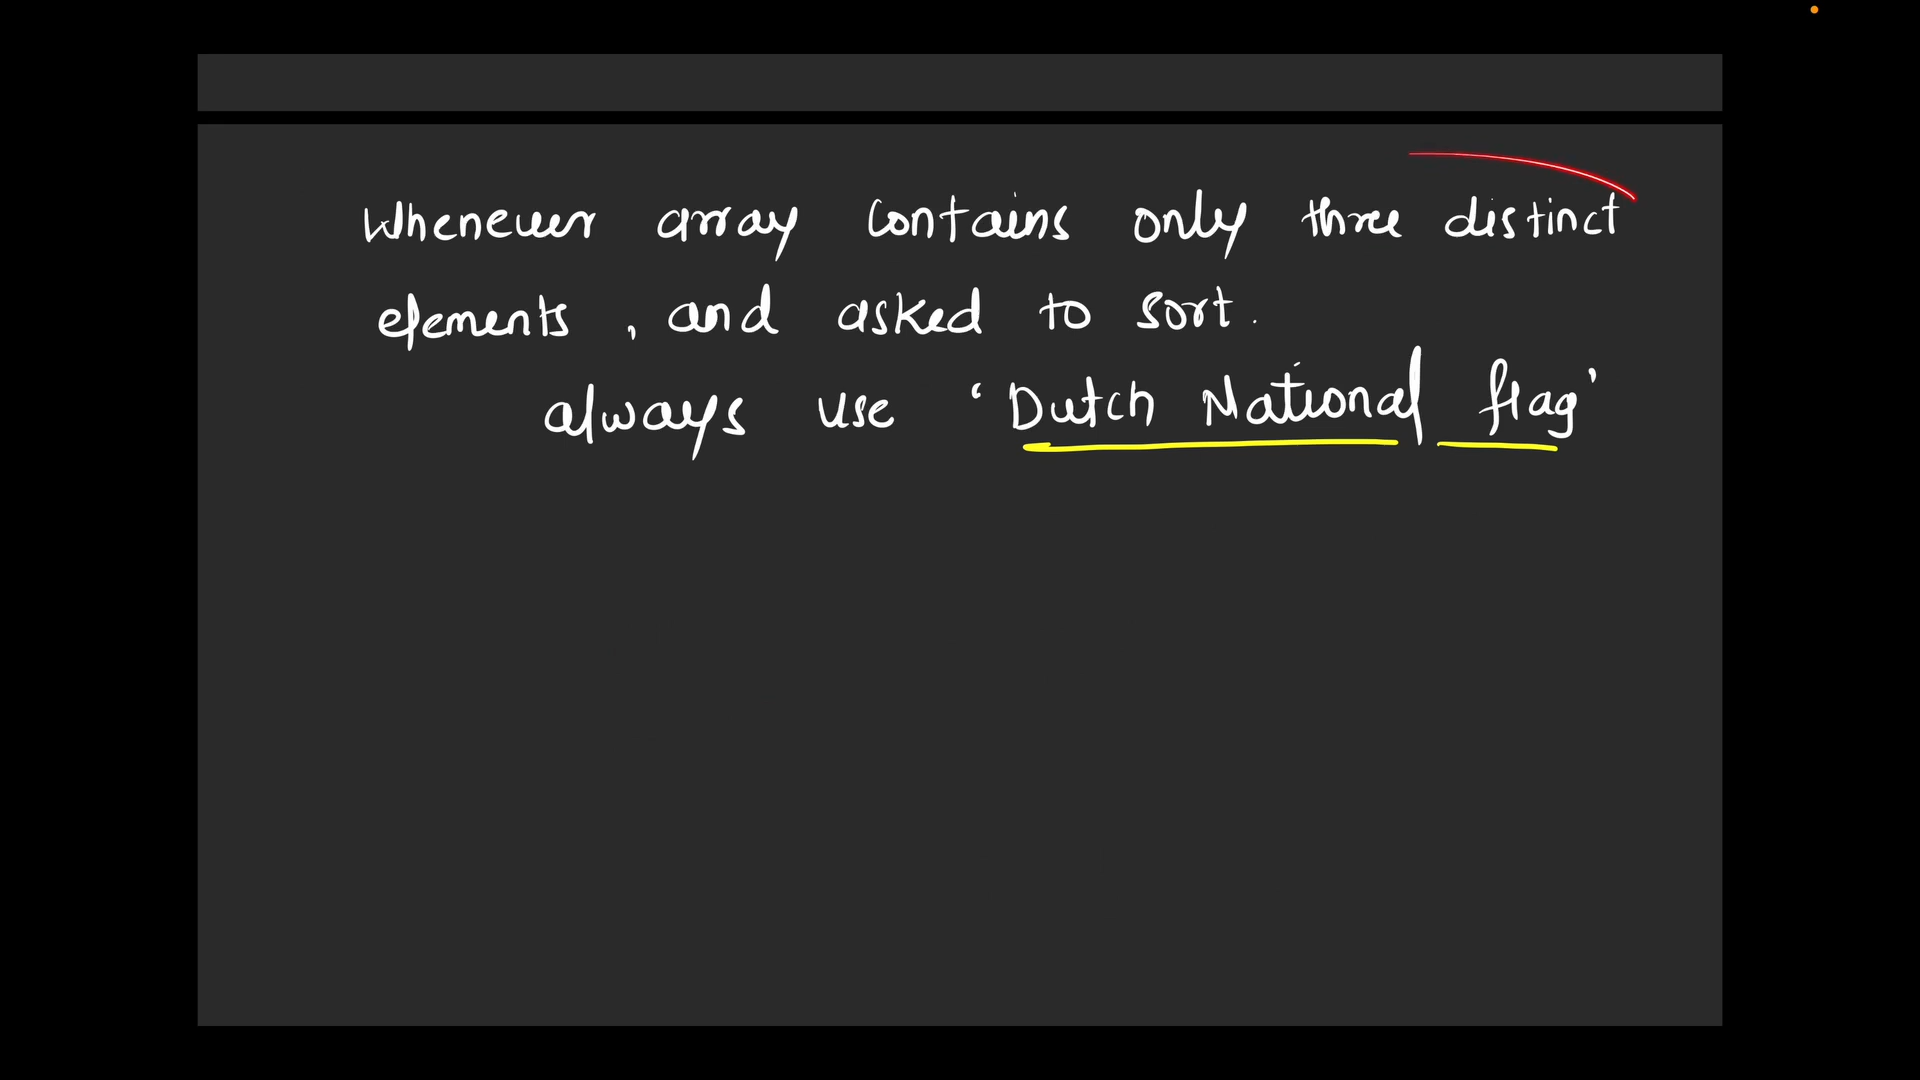 Whenever array contains only three distinct
elements, and asked to sort.
always use 'Dutch National flag'